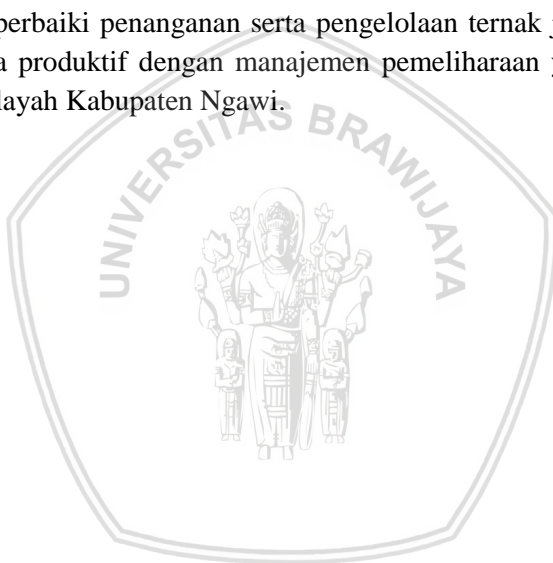 perbaiki penanganan serta pengelolaan ternak
a produktif dengan manajemen pemeliharaan
layah Kabupaten Ngawi.
UNIVERSITAS BRAWIJAYA